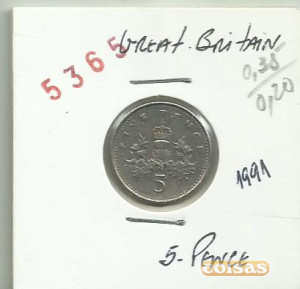 GREAT. BRITAIN
5365
0,35
0,20
FIVE PENCE
5
1991
5-PENCE
coisas